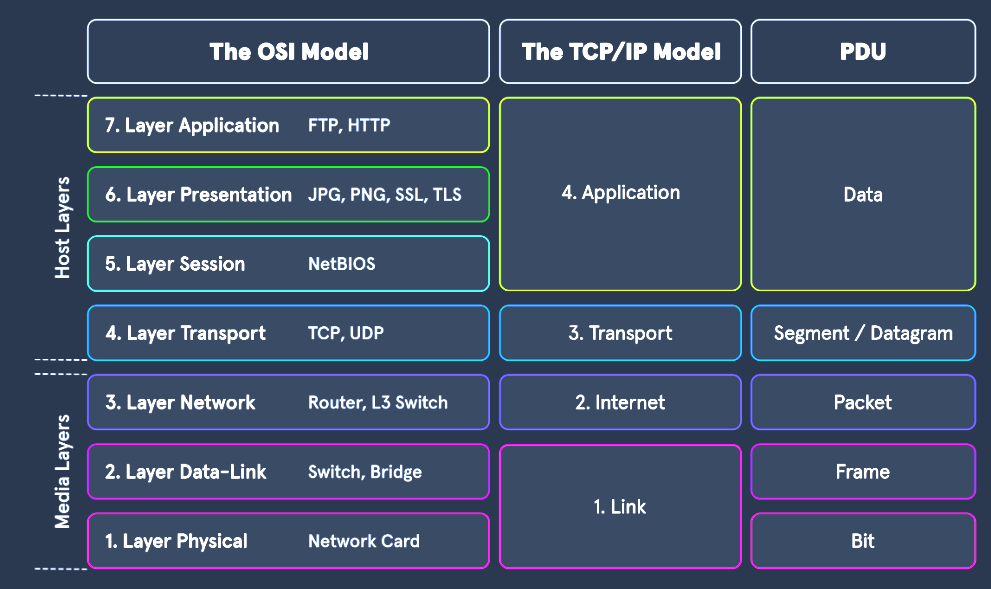 The OSI Model
The TCP/IP Model
PDU
Host Layers
7. Layer Application FTP, HTTP
6. Layer Presentation JPG, PNG, SSL, TLS
5. Layer Session NetBIOS
4. Application
Data
4. Layer Transport TCP, UDP
3. Transport
Segment / Datagram
Media Layers
3. Layer Network Router, L3 Switch
2. Internet
Packet
2. Layer Data-Link Switch, Bridge
1. Layer Physical Network Card
1. Link
Frame
Bit